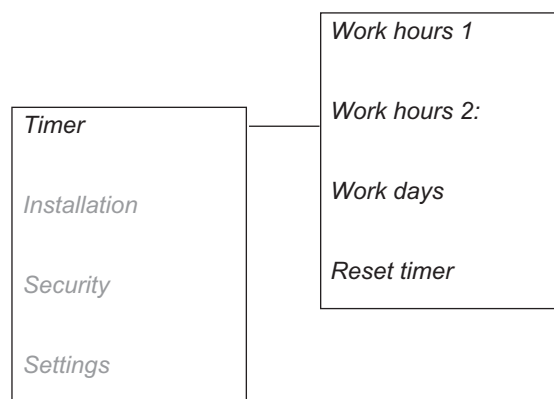 Timer
Installation
Security
Settings
Work hours 1
Work hours 2:
Work days
Reset timer